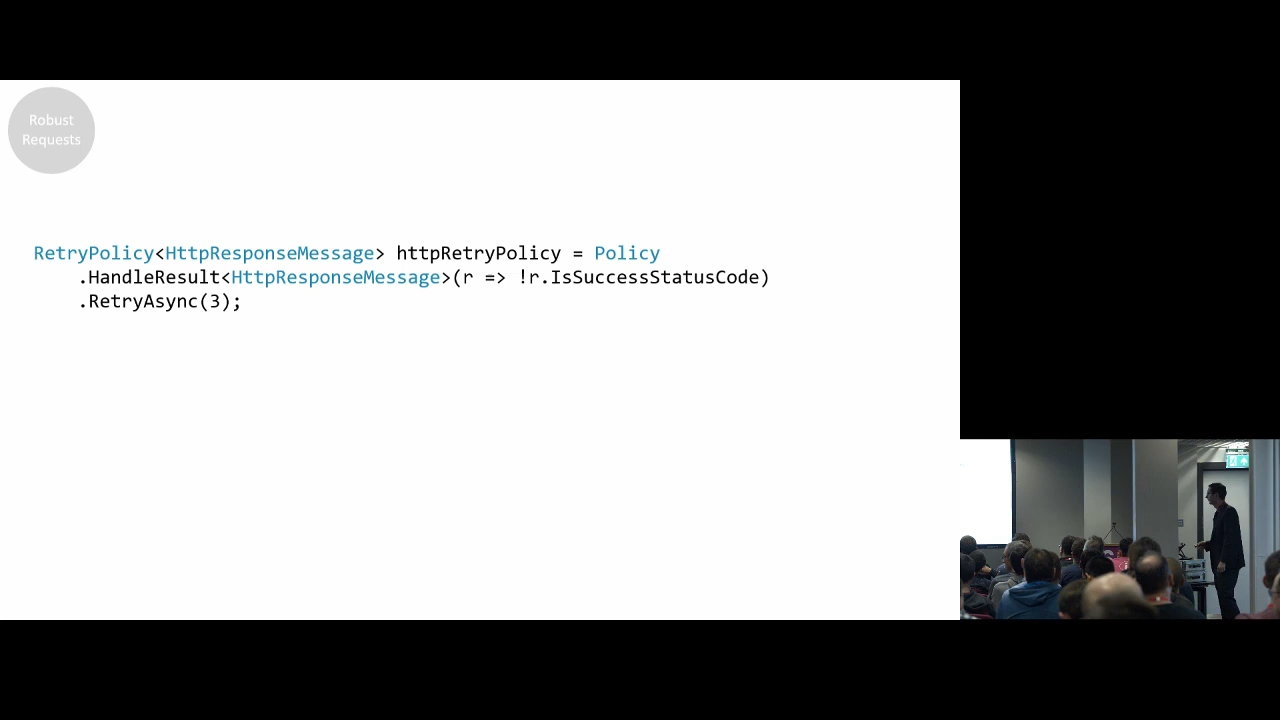 Robust
Requests
RetryPolicy<HttpResponseMessage> httpRetryPolicy = Policy
.HandleResult<HttpResponseMessage>(r => !r.IsSuccessStatusCode)
.RetryAsync(3);